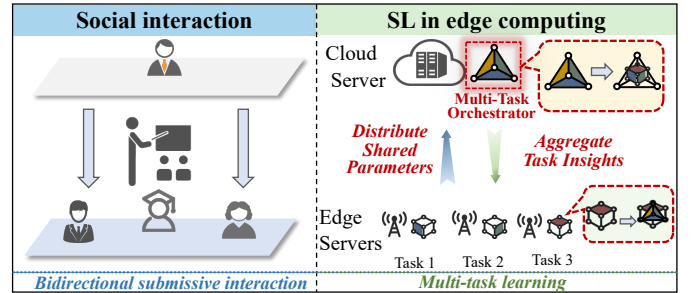 Social interaction
SL in edge computing
Cloud
Server
Multi-Task
Orchestrator
Distribute
Shared
Parameters
Aggregate
Task Insights
Edge
Servers
Task 1
Task 2
Task 3
Bidirectional submissive interaction
Multi-task learning